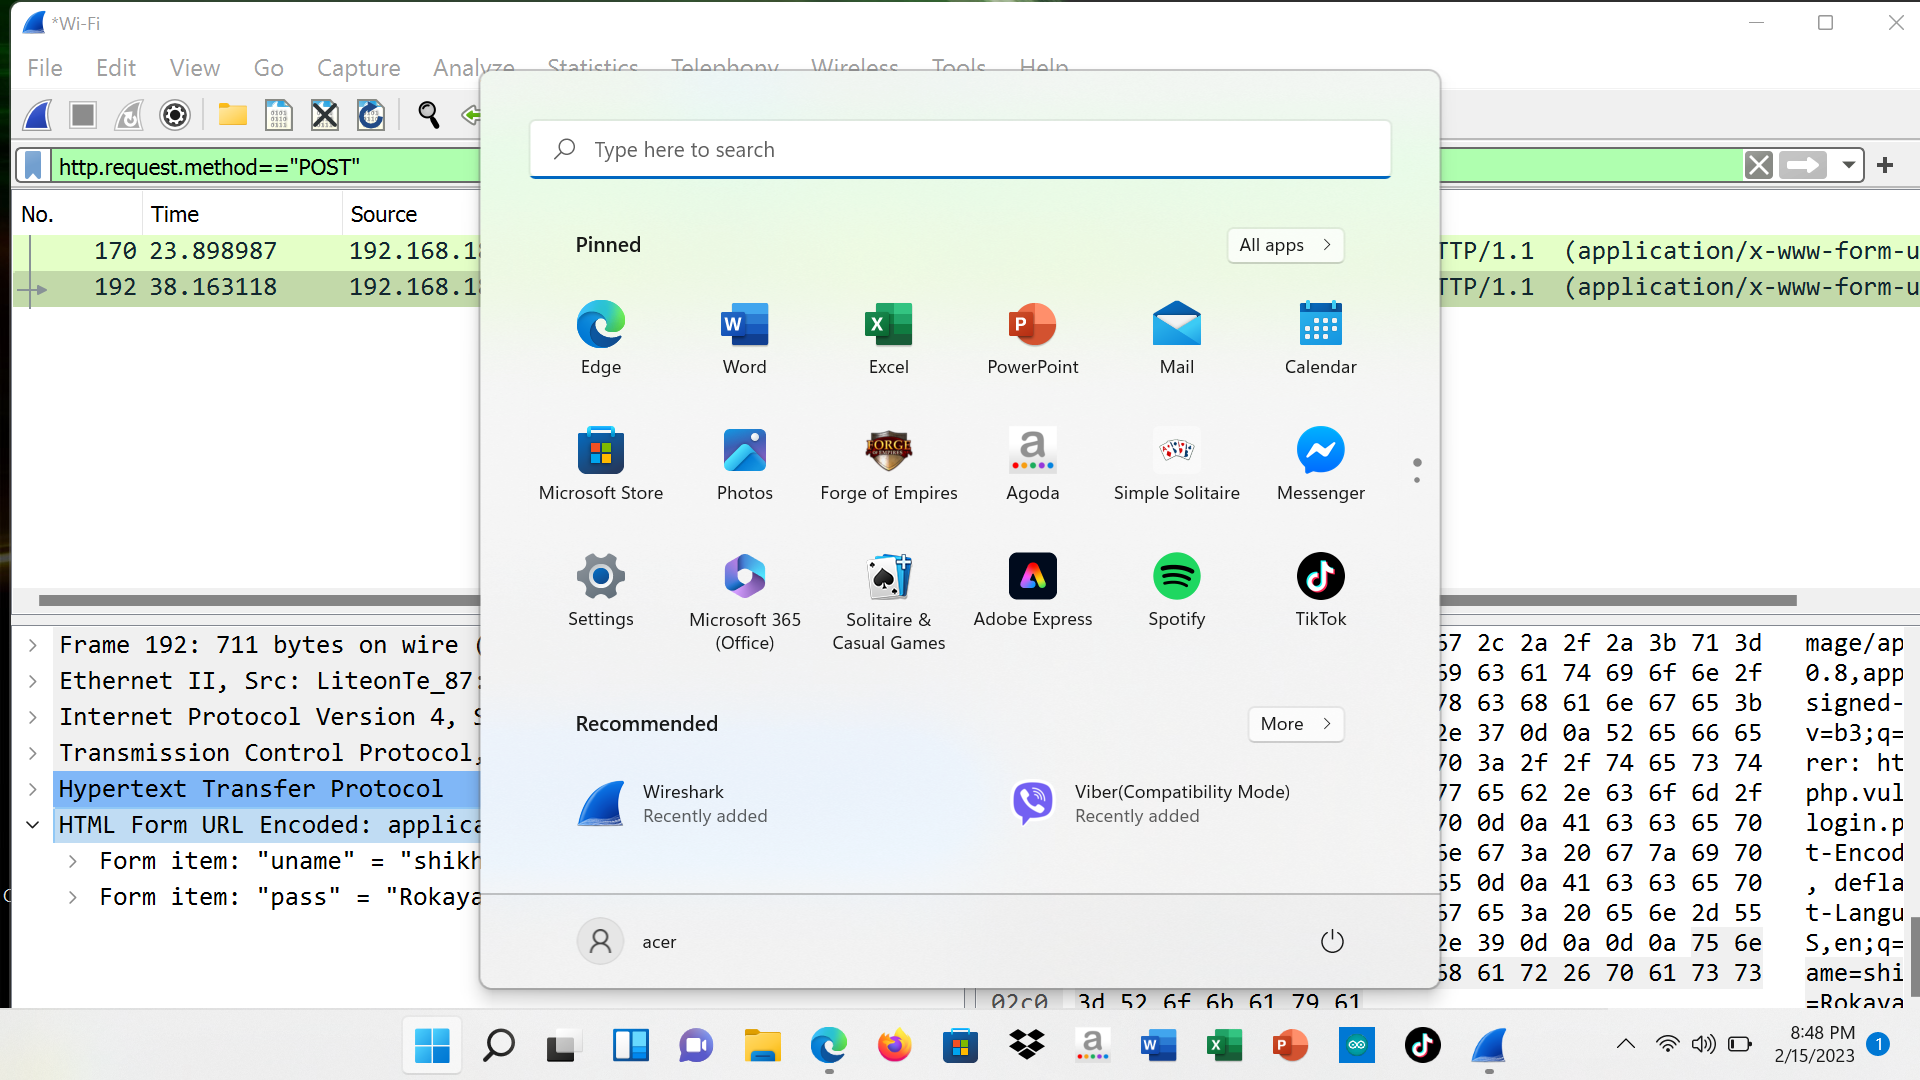 *Wi-Fi
File Edit View Go Capture Analyze Statistics Telephony Wireless Tools Help
http.request.method=="POST"
No. Time Source
170 23.898987 192.168.18 TTP/1.1 (application/x-www-form-u
192 38.163118 192.168.18 TTP/1.1 (application/x-www-form-u
Type here to search
Pinned
All apps
Edge Word Excel PowerPoint Mail Calendar
Microsoft Store Photos Forge of Empires Agoda Simple Solitaire Messenger
Settings Microsoft 365 (Office) Solitaire & Casual Games Adobe Express Spotify TikTok
Recommended
More
Wireshark
Recently added
Viber(Compatibility Mode)
Recently added
acer
Frame 192: 711 bytes on wire (
Ethernet II, Src: LiteonTe_87:
Internet Protocol Version 4, S
Transmission Control Protocol,
Hypertext Transfer Protocol
HTML Form URL Encoded: applica
Form item: "uname" = "shikh
Form item: "pass" = "Rokaya
67 2c 2a 2f 2a 3b 71 3d mage/ap
69 63 61 74 69 6f 6e 2f 0.8,app
78 63 68 61 6e 67 65 3b signed-
2e 37 0d 0a 52 65 66 65 v=b3;q=
70 3a 2f 2f 74 65 73 74 rer: ht
77 65 62 2e 63 6f 6d 2f php.vul
70 0d 0a 41 63 63 65 70 login.p
6e 67 3a 20 67 7a 69 70 t-Encod
65 0d 0a 41 63 63 65 70 , defla
67 65 3a 20 65 6e 2d 55 t-Langu
2e 39 0d 0a 0d 0a 75 6e S,en;q=
68 61 72 26 70 61 73 73 ame=shi
02c0 3d 52 6f 6b 61 79 61 =Rokaya
8:48 PM
2/15/2023
1